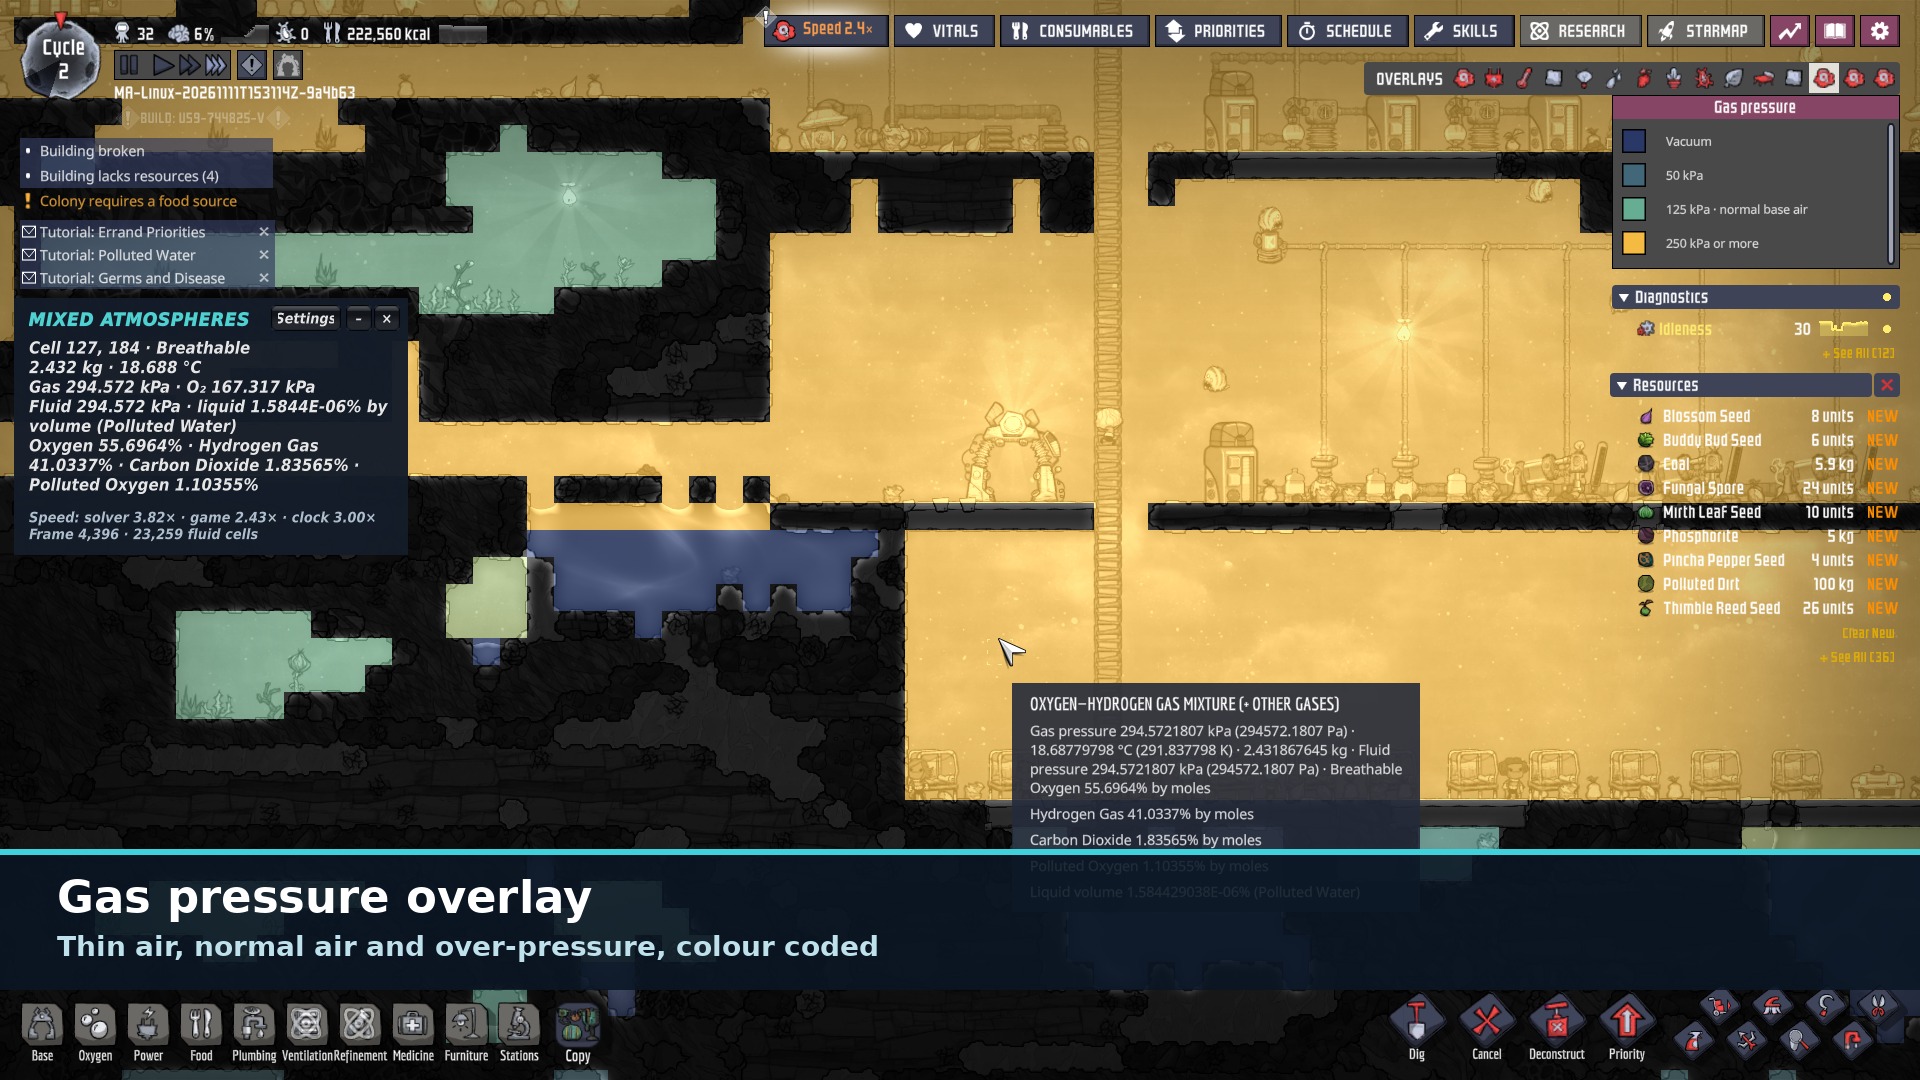 Cycle
2
32
6%
0
222,560 kcal
Speed 2.4×
VITALS
CONSUMABLES
PRIORITIES
SCHEDULE
SKILLS
RESEARCH
STARMAP
MA-Linux-20261111T153114Z-9a4b63
BUILD: U59-744825-V
OVERLAYS
Gas pressure
Vacuum
50 kPa
125 kPa · normal base air
250 kPa or more
Building broken
Building lacks resources (4)
Colony requires a food source
Tutorial: Errand Priorities
Tutorial: Polluted Water
Tutorial: Germs and Disease
MIXED ATMOSPHERES
Settings
-
×
Cell 127, 184 · Breathable
2.432 kg · 18.688 °C
Gas 294.572 kPa · O₂ 167.317 kPa
Fluid 294.572 kPa · liquid 1.5844E-06% by
volume (Polluted Water)
Oxygen 55.6964% · Hydrogen Gas
41.0337% · Carbon Dioxide 1.83565% ·
Polluted Oxygen 1.10355%
Speed: solver 3.82× · game 2.43× · clock 3.00×
Frame 4,396 · 23,259 fluid cells
Diagnostics
Idleness 30
+ See All (12)
Resources
Blossom Seed 8 units NEW
Buddy Bud Seed 6 units NEW
Coal 5.9 kg NEW
Fungal Spore 24 units NEW
Mirth Leaf Seed 10 units NEW
Phosphorite 5 kg NEW
Pincha Pepper Seed 4 units NEW
Polluted Dirt 100 kg NEW
Thimble Reed Seed 26 units NEW
Clear New
+ See All (36)
OXYGEN–HYDROGEN GAS MIXTURE (+ OTHER GASES)
Gas pressure 294.5721807 kPa (294572.1807 Pa) ·
18.68779798 °C (291.837798 K) · 2.431867645 kg · Fluid
pressure 294.5721807 kPa (294572.1807 Pa) · Breathable
Oxygen 55.6964% by moles
Hydrogen Gas 41.0337% by moles
Carbon Dioxide 1.83565% by moles
Polluted Oxygen 1.10355% by moles
Liquid volume 1.584429038E-06% (Polluted Water)
Gas pressure overlay
Thin air, normal air and over-pressure, colour coded
Base
Oxygen
Power
Food
Plumbing
Ventilation
Refinement
Medicine
Furniture
Stations
Copy
Dig
Cancel
Deconstruct
Priority